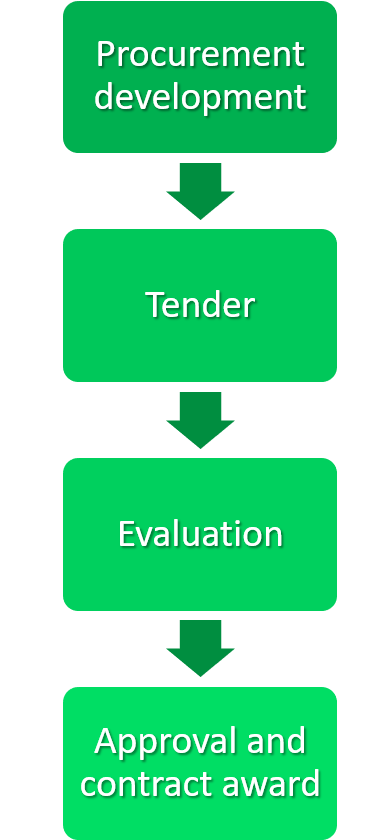 Procurement
development
Tender
Evaluation
Approval and
contract award